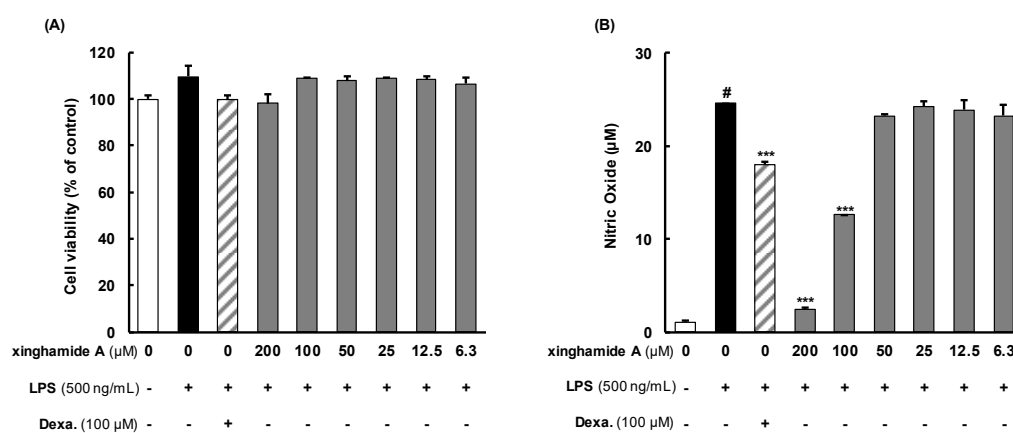 (A)
120
100
80
60
40
20
0
Cell viability (% of control)
xinghamide A (µM) 0 0 0 200 100 50 25 12.5 6.3
LPS (500 ng/mL) - + + + + + + + +
Dexa. (100 µM) - - + - - - - - -
(B)
30
20
10
0
Nitric Oxide (µM)
#
***
***
***
xinghamide A (µM) 0 0 0 200 100 50 25 12.5 6.3
LPS (500 ng/mL) - + + + + + + + +
Dexa. (100 µM) - - + - - - - - -